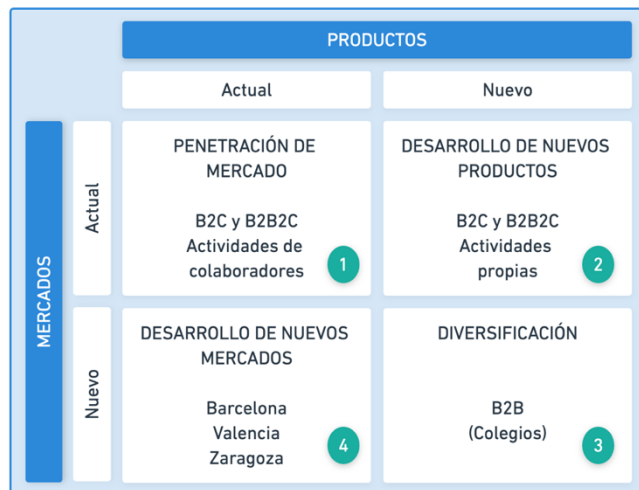 PRODUCTOS
Actual
Nuevo
MERCADOS
Actual
PENETRACIÓN DE
MERCADO
B2C y B2B2C
Actividades de
colaboradores
1
DESARROLLO DE NUEVOS
PRODUCTOS
B2C y B2B2C
Actividades
propias
2
Nuevo
DESARROLLO DE NUEVOS
MERCADOS
Barcelona
Valencia
Zaragoza
4
DIVERSIFICACIÓN
B2B
(Colegios)
3